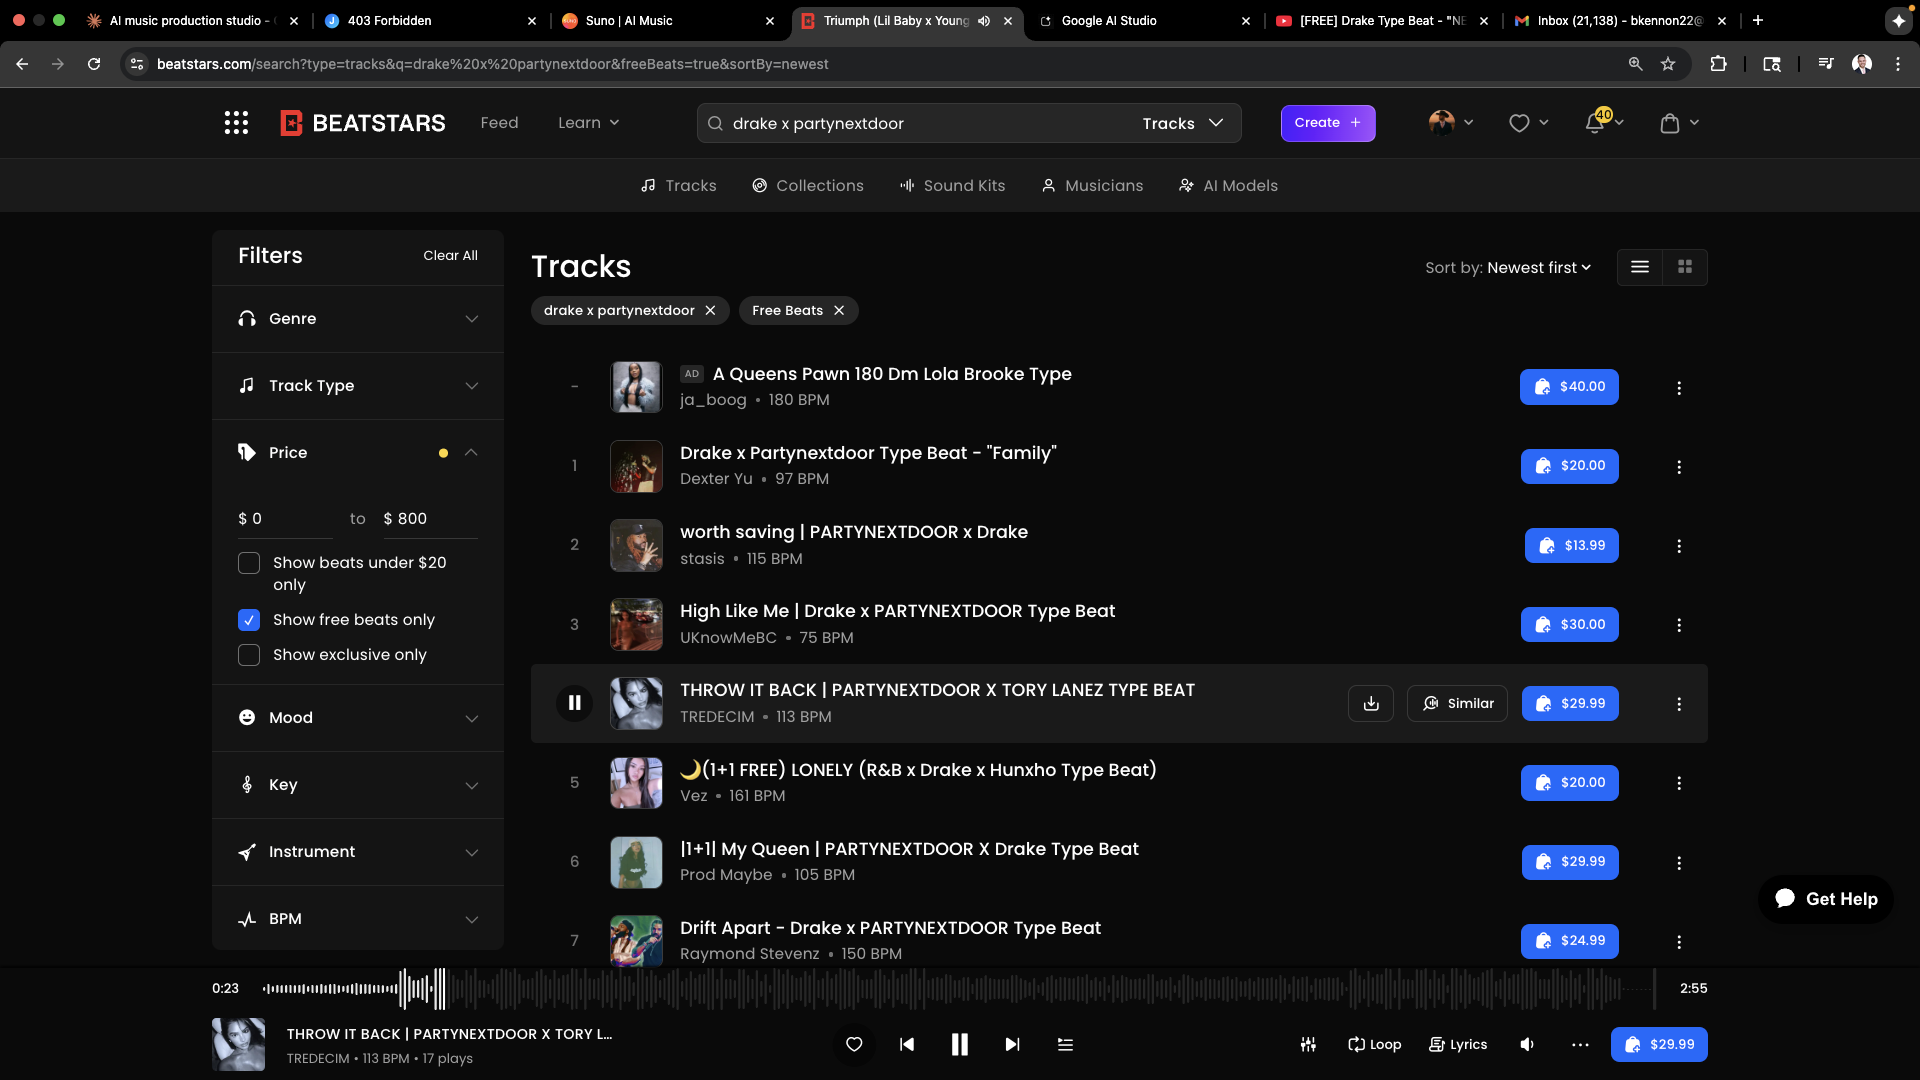 AI music production studio -
403 Forbidden
Suno | AI Music
Triumph (Lil Baby x Young
Google AI Studio
[FREE] Drake Type Beat - "NE
Inbox (21,138) - bkennon22@
beatstars.com/search?type=tracks&q=drake%20x%20partynextdoor&freeBeats=true&sortBy=newest
BEATSTARS
Feed
Learn
drake x partynextdoor
Tracks
Create +
40
Tracks
Collections
Sound Kits
Musicians
AI Models
Filters
Clear All
Genre
Track Type
Price
$ 0 to $ 800
Show beats under $20
only
Show free beats only
Show exclusive only
Mood
Key
Instrument
BPM
Tracks
Sort by: Newest first
drake x partynextdoor
Free Beats
-
AD A Queens Pawn 180 Dm Lola Brooke Type
ja_boog • 180 BPM
$40.00
1
Drake x Partynextdoor Type Beat - "Family"
Dexter Yu • 97 BPM
$20.00
2
worth saving | PARTYNEXTDOOR x Drake
stasis • 115 BPM
$13.99
3
High Like Me | Drake x PARTYNEXTDOOR Type Beat
UKnowMeBC • 75 BPM
$30.00
THROW IT BACK | PARTYNEXTDOOR X TORY LANEZ TYPE BEAT
TREDECIM • 113 BPM
Similar
$29.99
5
🌙(1+1 FREE) LONELY (R&B x Drake x Hunxho Type Beat)
Vez • 161 BPM
$20.00
6
|1+1| My Queen | PARTYNEXTDOOR X Drake Type Beat
Prod Maybe • 105 BPM
$29.99
7
Drift Apart - Drake x PARTYNEXTDOOR Type Beat
Raymond Stevenz • 150 BPM
$24.99
Get Help
0:23
2:55
THROW IT BACK | PARTYNEXTDOOR X TORY L...
TREDECIM • 113 BPM • 17 plays
Loop
Lyrics
$29.99